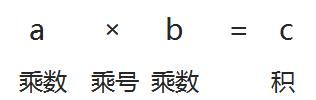 a × b = c
乘数 乘号 乘数 积